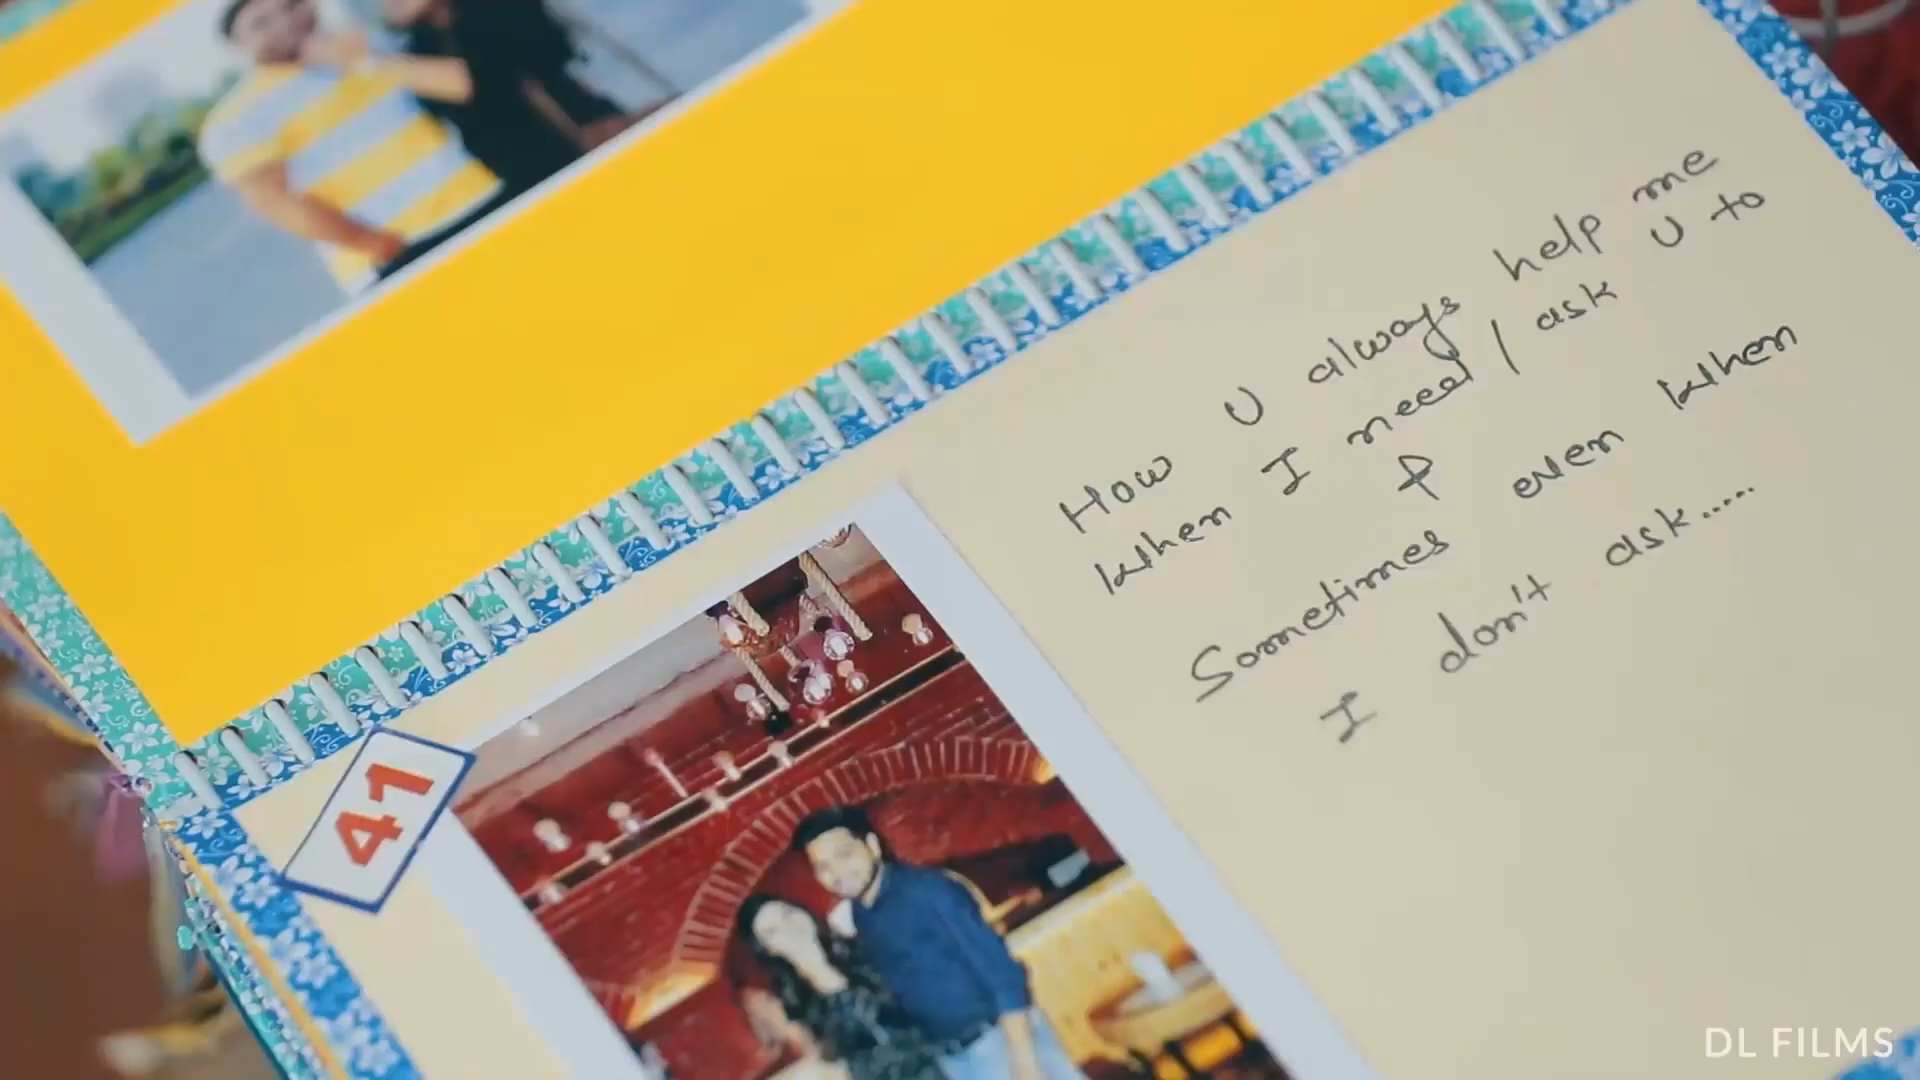 How U always help me
When I need / ask U to
&
Sometimes even when
I don't ask.....
41
DL FILMS